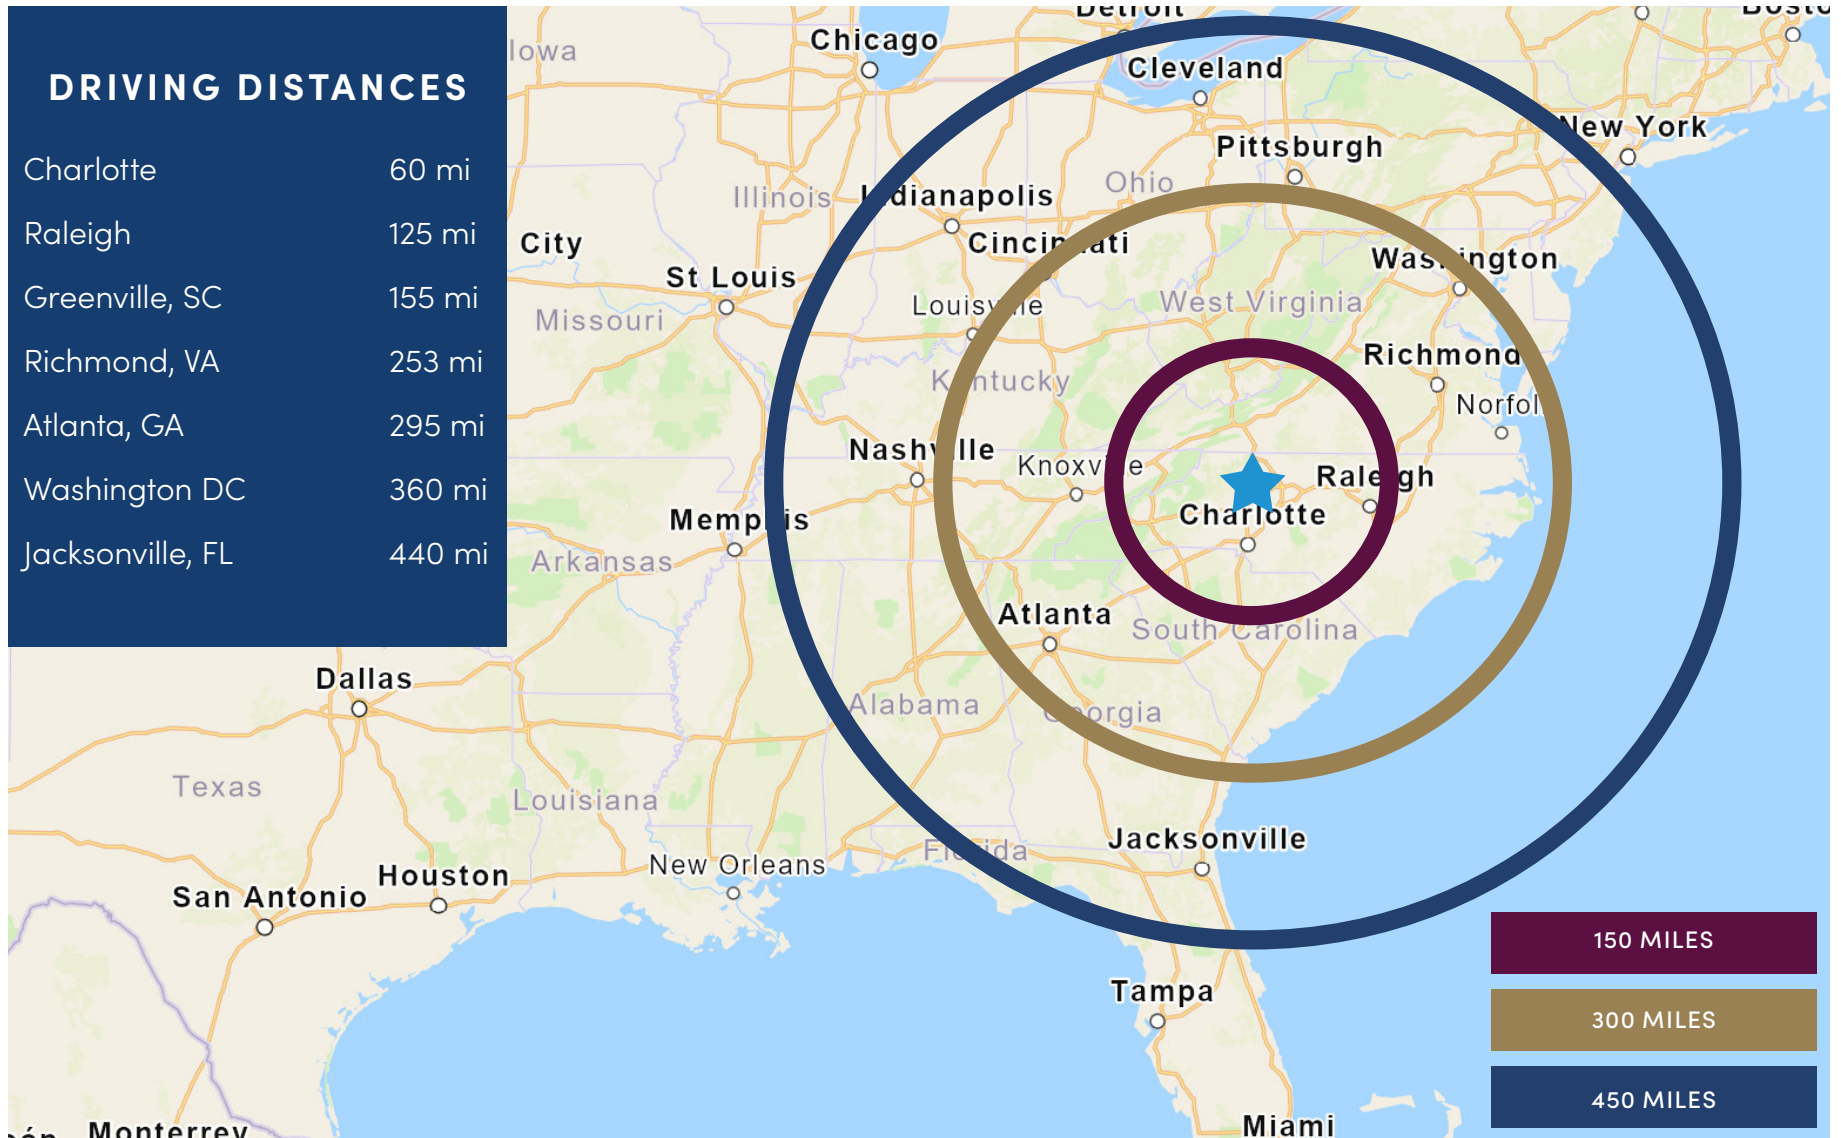 DRIVING DISTANCES
Charlotte 60 mi
Raleigh 125 mi
Greenville, SC 155 mi
Richmond, VA 253 mi
Atlanta, GA 295 mi
Washington DC 360 mi
Jacksonville, FL 440 mi
Detroit
Boston
Iowa
Chicago
Cleveland
New York
Pittsburgh
Ohio
Illinois
Indianapolis
City
Cincinnati
Washington
St Louis
Louisville
West Virginia
Missouri
Richmond
Kentucky
Norfolk
Nashville
Knoxville
Raleigh
Charlotte
Memphis
Arkansas
Atlanta
South Carolina
Dallas
Alabama
Georgia
Texas
Louisiana
Jacksonville
Florida
New Orleans
Houston
San Antonio
150 MILES
Tampa
300 MILES
450 MILES
Miami
Monterrey